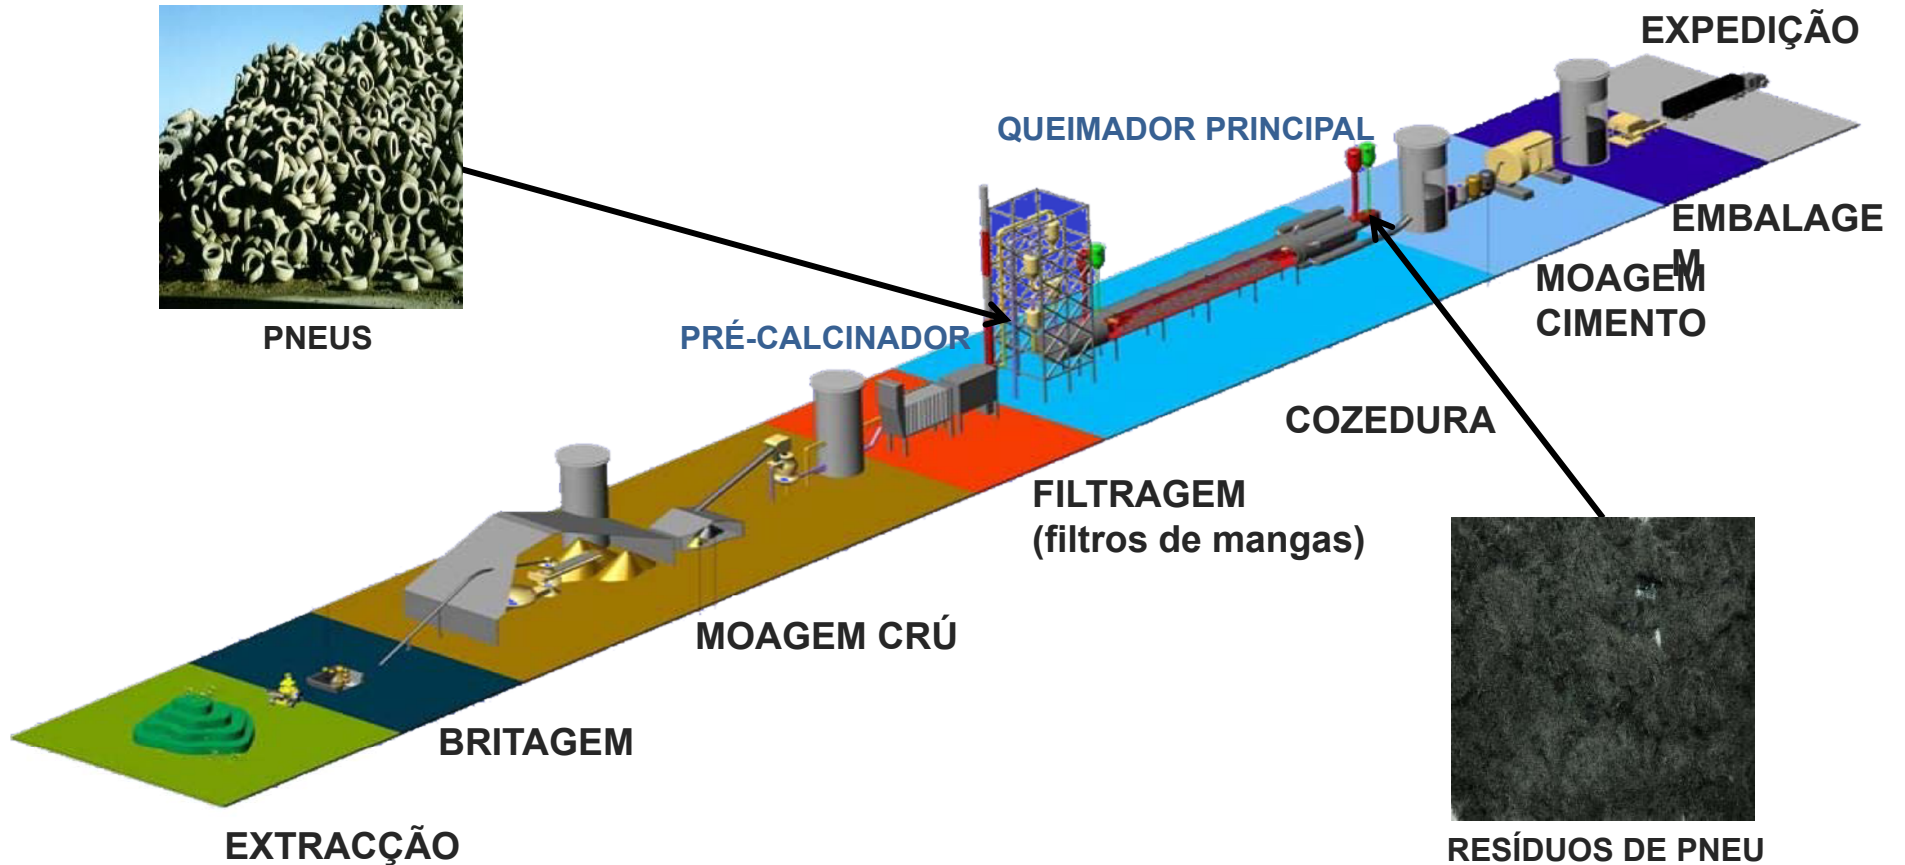 EXPEDIÇÃO
QUEIMADOR PRINCIPAL
EMBALAGE
M
MOAGEM
CIMENTO
PNEUS
PRÉ-CALCINADOR
COZEDURA
FILTRAGEM
(filtros de mangas)
MOAGEM CRÚ
BRITAGEM
EXTRACÇÃO
RESÍDUOS DE PNEU